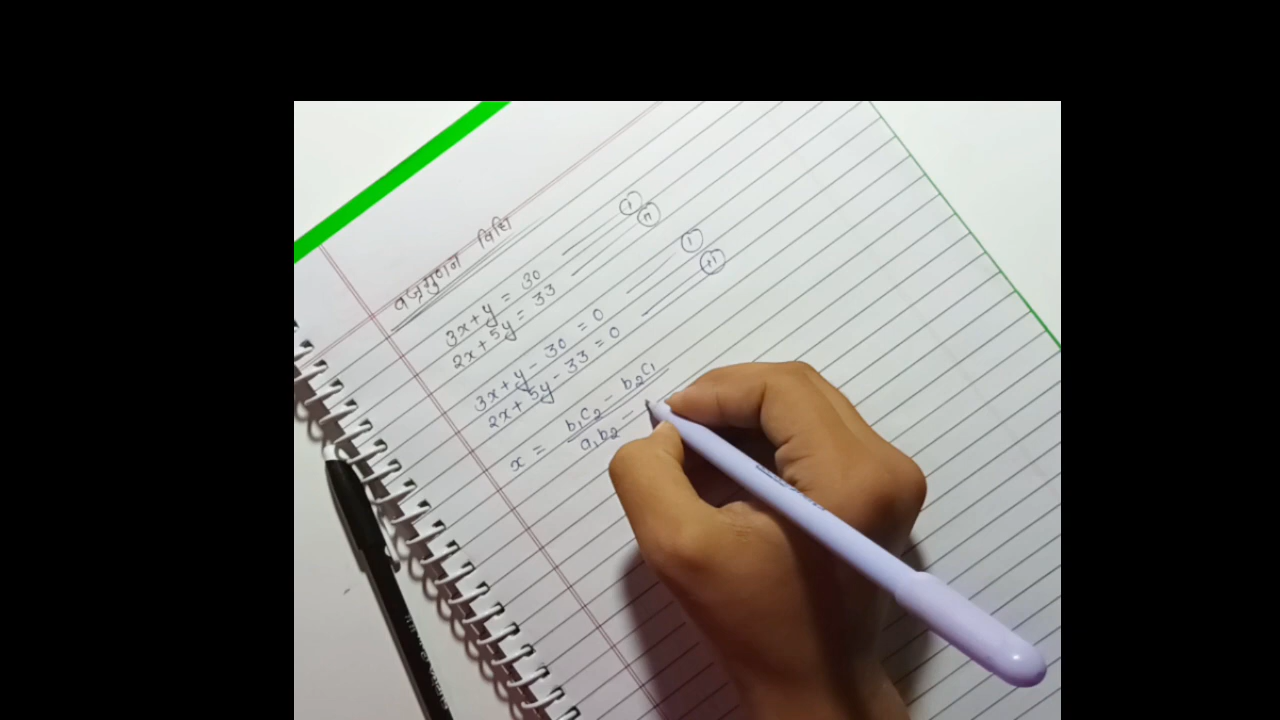 वज्रगुणन विधि
3x + y = 30 (i)
2x + 5y = 33 (ii)
3x + y - 30 = 0 (i)
2x + 5y - 33 = 0 (ii)
x = b₁c₂ - b₂c₁
a₁b₂ -